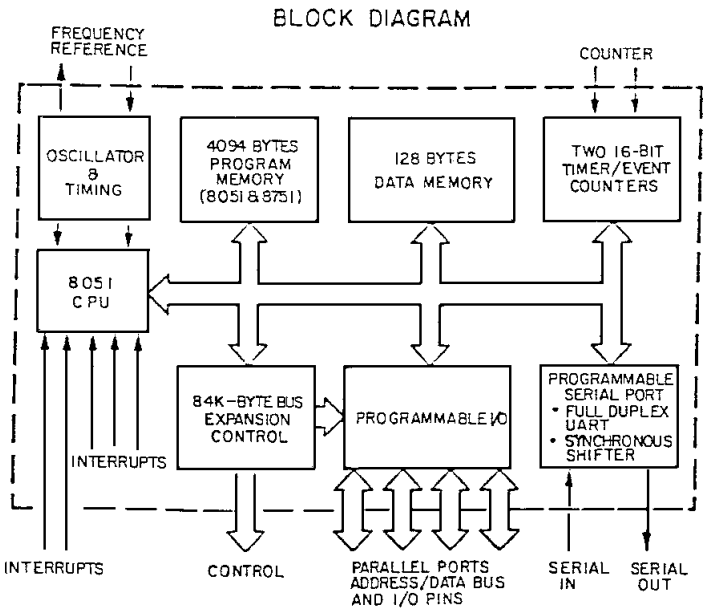 BLOCK DIAGRAM
FREQUENCY
REFERENCE
COUNTER
OSCILLATOR
&
TIMING
4094 BYTES
PROGRAM
MEMORY
(8051 & 8751)
128 BYTES
DATA MEMORY
TWO 16-BIT
TIMER/EVENT
COUNTERS
8051
CPU
84K-BYTE BUS
EXPANSION
CONTROL
PROGRAMMABLE I/O
PROGRAMMABLE
SERIAL PORT
• FULL DUPLEX
UART
• SYNCHRONOUS
SHIFTER
INTERRUPTS
INTERRUPTS
CONTROL
PARALLEL PORTS
ADDRESS/DATA BUS
AND I/O PINS
SERIAL
IN
SERIAL
OUT